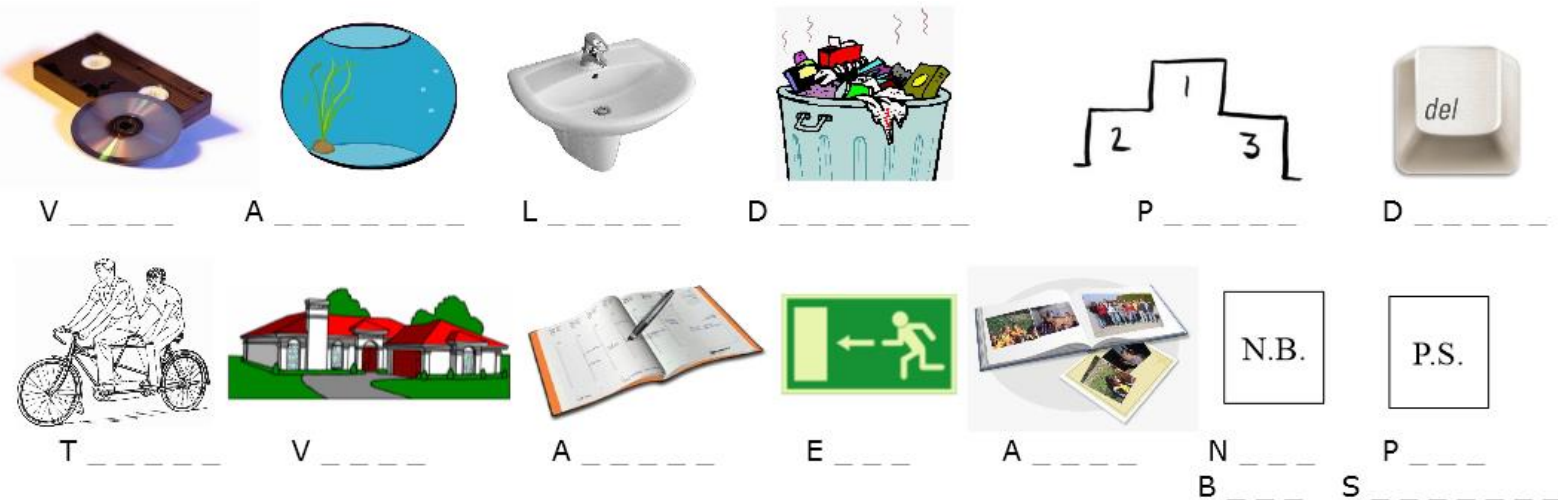 1
2 3
del
V _ _ _ _ A _ _ _ _ _ _ _ L _ _ _ _ _ D _ _ _ _ _ _ _ P _ _ _ _ _ D _ _ _ _ _
N.B. P.S.
T _ _ _ _ _ V _ _ _ _ A _ _ _ _ _ E _ _ _ A _ _ _ _ N _ _ _ P _ _ _
B _ _ _ S _ _ _ _ _ _ _